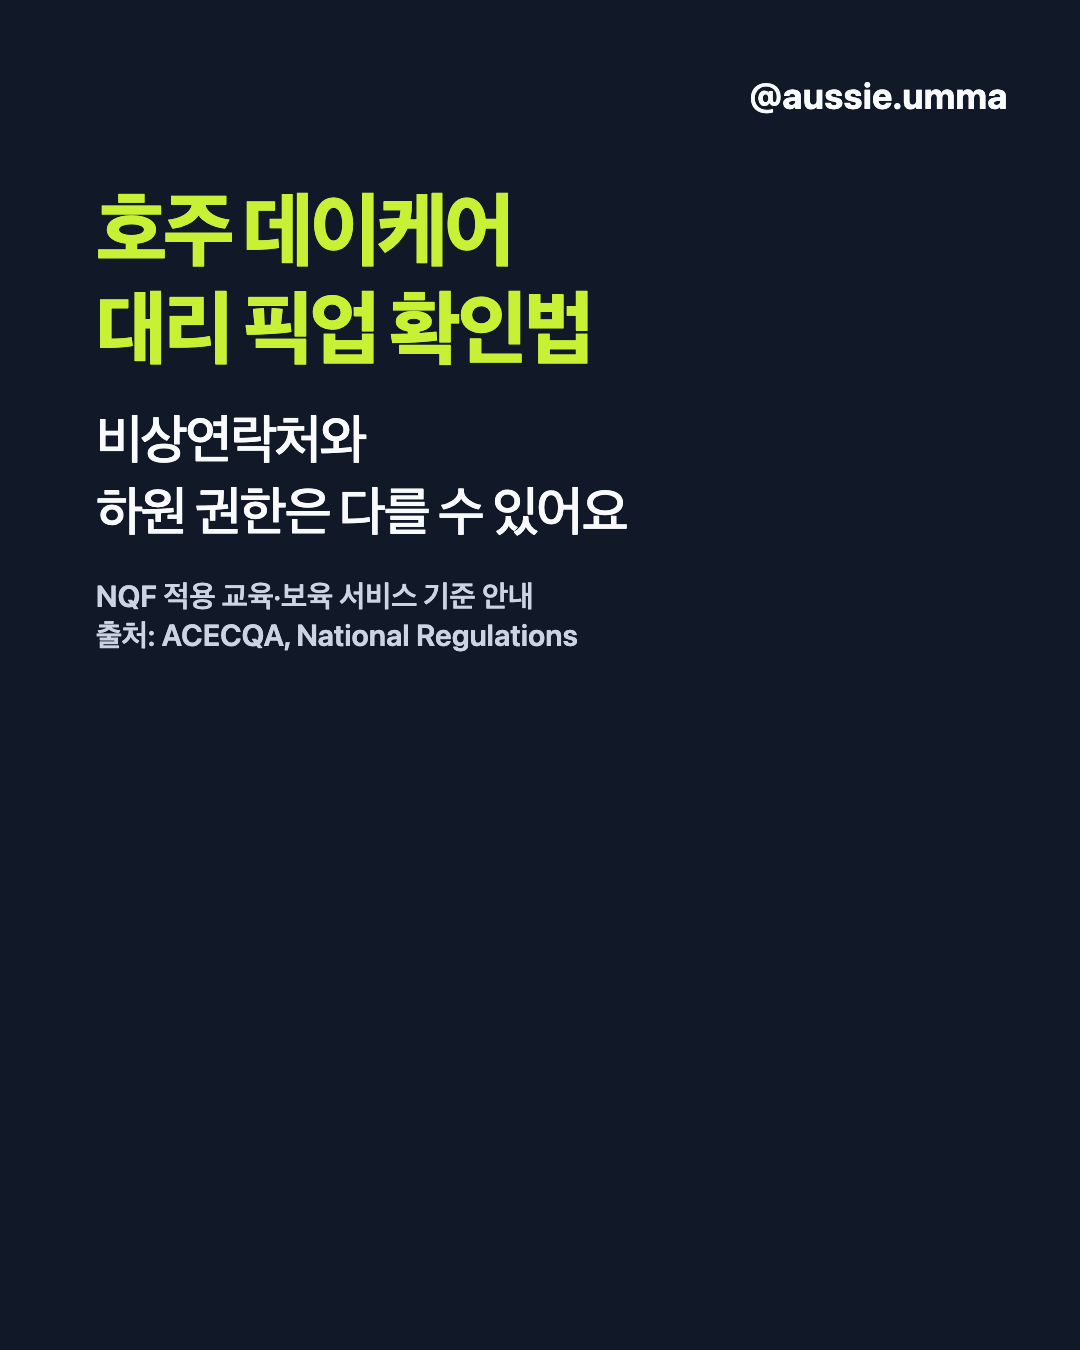 @aussie.umma
호주 데이케어
대리 픽업 확인법
비상연락처와
하원 권한은 다를 수 있어요
NQF 적용 교육·보육 서비스 기준 안내
출처: ACECQA, National Regulations